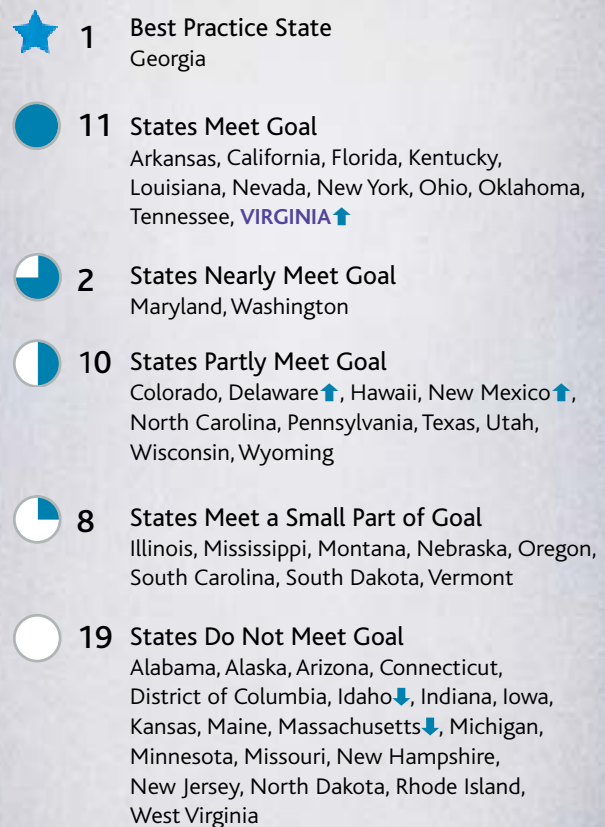 1 Best Practice State
Georgia
11 States Meet Goal
Arkansas, California, Florida, Kentucky,
Louisiana, Nevada, New York, Ohio, Oklahoma,
Tennessee, VIRGINIA⬆
2 States Nearly Meet Goal
Maryland, Washington
10 States Partly Meet Goal
Colorado, Delaware⬆, Hawaii, New Mexico⬆,
North Carolina, Pennsylvania, Texas, Utah,
Wisconsin, Wyoming
8 States Meet a Small Part of Goal
Illinois, Mississippi, Montana, Nebraska, Oregon,
South Carolina, South Dakota, Vermont
19 States Do Not Meet Goal
Alabama, Alaska, Arizona, Connecticut,
District of Columbia, Idaho⬇, Indiana, Iowa,
Kansas, Maine, Massachusetts⬇, Michigan,
Minnesota, Missouri, New Hampshire,
New Jersey, North Dakota, Rhode Island,
West Virginia